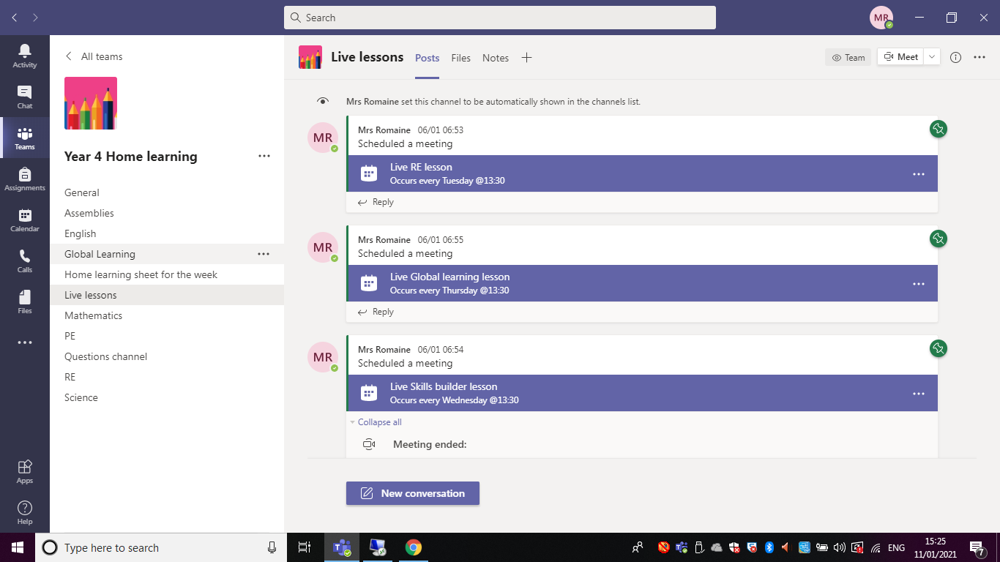 Search
MR
Activity
Chat
Teams
Assignments
Calendar
Calls
Files
Apps
Help
All teams
Year 4 Home learning
General
Assemblies
English
Global Learning
Home learning sheet for the week
Live lessons
Mathematics
PE
Questions channel
RE
Science
Live lessons Posts Files Notes
Team Meet
Mrs Romaine set this channel to be automatically shown in the channels list.
MR
Mrs Romaine 06/01 06:53
Scheduled a meeting
Live RE lesson
Occurs every Tuesday @13:30
Reply
MR
Mrs Romaine 06/01 06:55
Scheduled a meeting
Live Global learning lesson
Occurs every Thursday @13:30
Reply
MR
Mrs Romaine 06/01 06:54
Scheduled a meeting
Live Skills builder lesson
Occurs every Wednesday @13:30
Collapse all
Meeting ended:
New conversation
Type here to search
ENG
15:25
11/01/2021
7